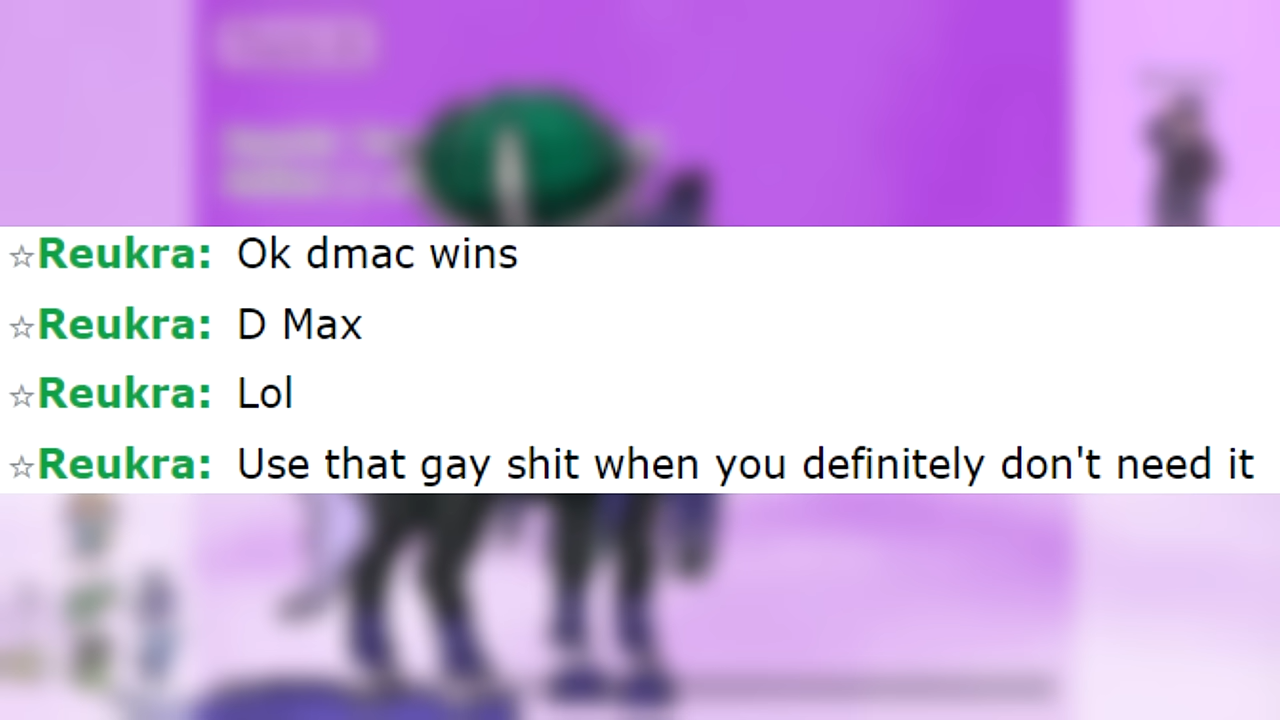 ☆Reukra: Ok dmac wins
☆Reukra: D Max
☆Reukra: Lol
☆Reukra: Use that gay shit when you definitely don't need it